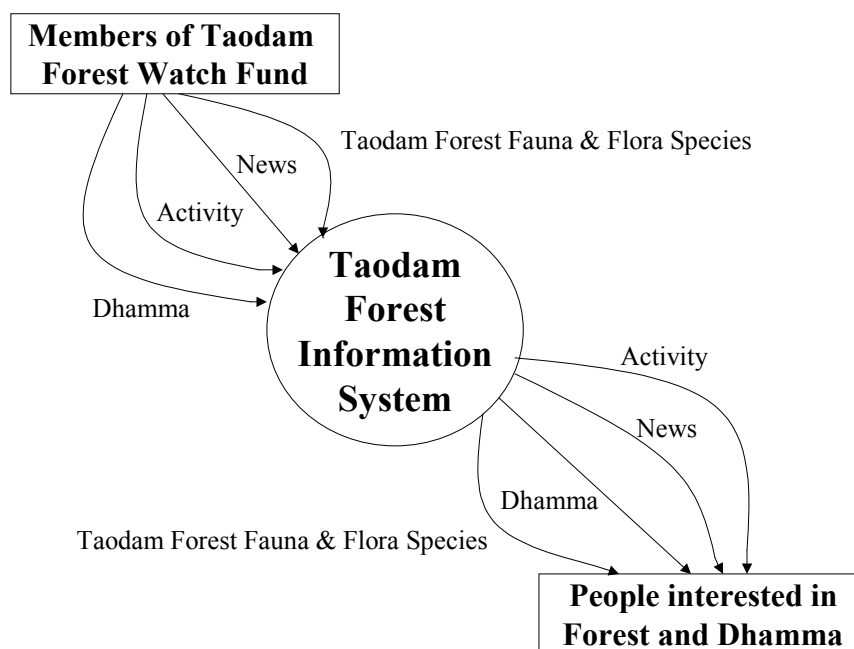 Members of Taodam
Forest Watch Fund
Taodam Forest Fauna & Flora Species
News
Activity
Dhamma
Taodam
Forest
Information
System
Activity
News
Dhamma
Taodam Forest Fauna & Flora Species
People interested in
Forest and Dhamma